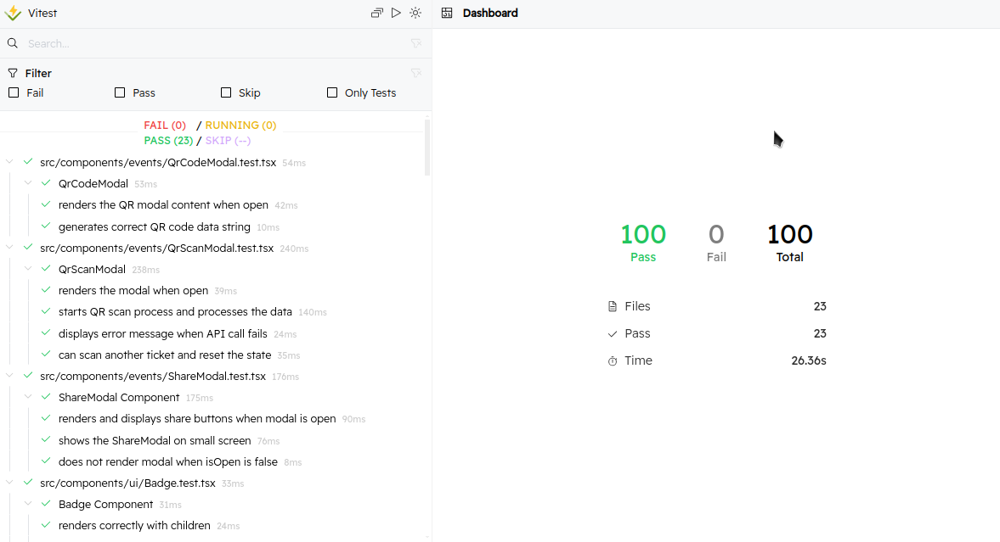 Vitest
Search...
Filter
Fail
Pass
Skip
Only Tests
FAIL (0) / RUNNING (0)
PASS (23) / SKIP (--)
src/components/events/QrCodeModal.test.tsx 54ms
QrCodeModal 53ms
renders the QR modal content when open 42ms
generates correct QR code data string 10ms
src/components/events/QrScanModal.test.tsx 240ms
QrScanModal 238ms
renders the modal when open 39ms
starts QR scan process and processes the data 140ms
displays error message when API call fails 24ms
can scan another ticket and reset the state 35ms
src/components/events/ShareModal.test.tsx 176ms
ShareModal Component 175ms
renders and displays share buttons when modal is open 90ms
shows the ShareModal on small screen 76ms
does not render modal when isOpen is false 8ms
src/components/ui/Badge.test.tsx 33ms
Badge Component 31ms
renders correctly with children 24ms
Dashboard
100 0 100
Pass Fail Total
Files 23
Pass 23
Time 26.36s